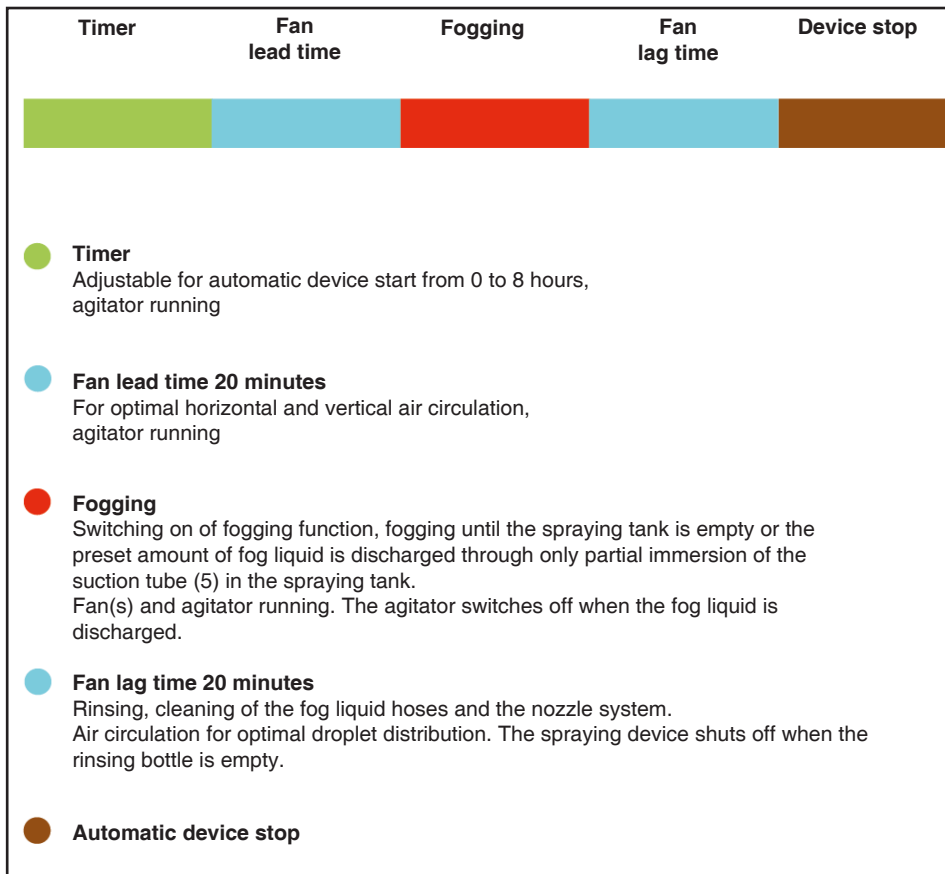 Timer
Fan
lead time
Fogging
Fan
lag time
Device stop
Timer
Adjustable for automatic device start from 0 to 8 hours,
agitator running
Fan lead time 20 minutes
For optimal horizontal and vertical air circulation,
agitator running
Fogging
Switching on of fogging function, fogging until the spraying tank is empty or the
preset amount of fog liquid is discharged through only partial immersion of the
suction tube (5) in the spraying tank.
Fan(s) and agitator running. The agitator switches off when the fog liquid is
discharged.
Fan lag time 20 minutes
Rinsing, cleaning of the fog liquid hoses and the nozzle system.
Air circulation for optimal droplet distribution. The spraying device shuts off when the
rinsing bottle is empty.
Automatic device stop